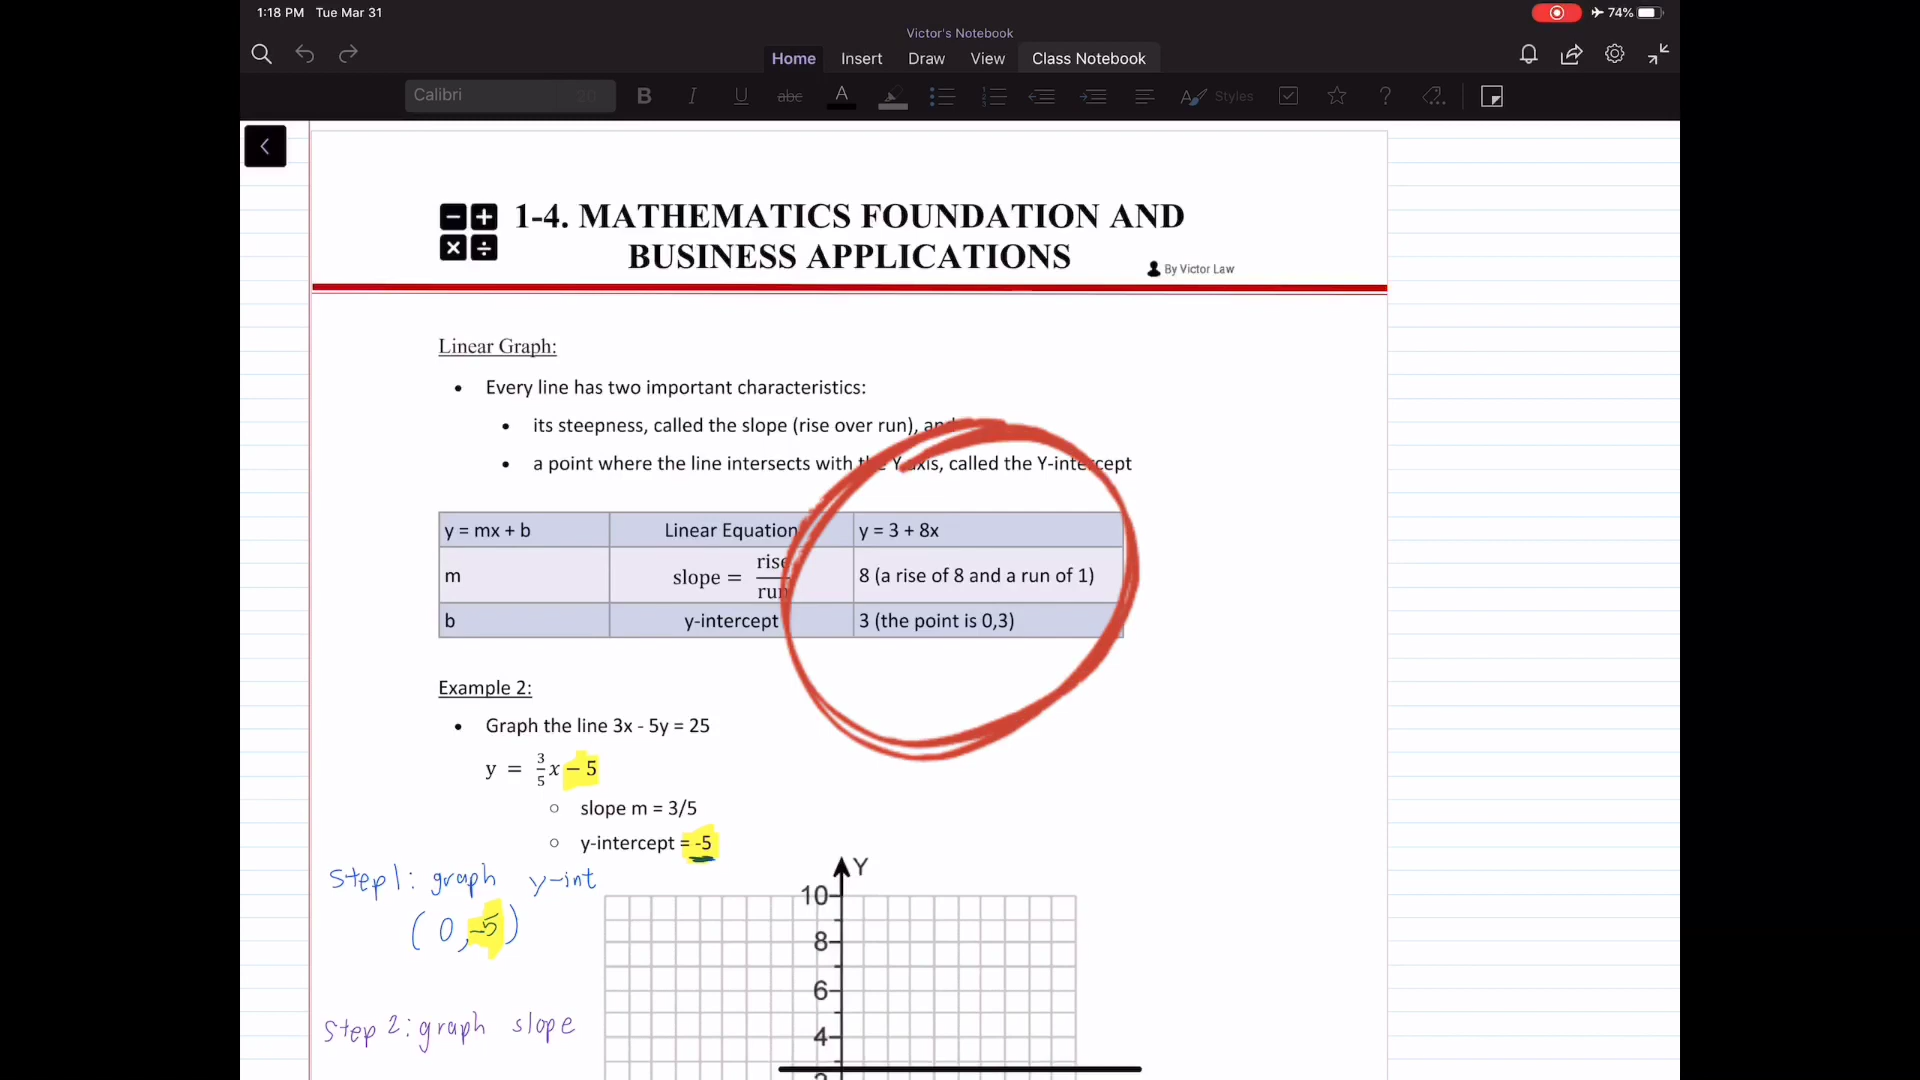 1:18 PM Tue Mar 31
74%
Victor's Notebook
Home Insert Draw View Class Notebook
Calibri 20 B I U abc A Styles ?
1-4. MATHEMATICS FOUNDATION AND
BUSINESS APPLICATIONS
By Victor Law
Linear Graph:
• Every line has two important characteristics:
• its steepness, called the slope (rise over run), and
• a point where the line intersects with the Y-axis, called the Y-intercept
y = mx + b Linear Equation y = 3 + 8x
m slope = rise/run 8 (a rise of 8 and a run of 1)
b y-intercept 3 (the point is 0,3)
Example 2:
• Graph the line 3x - 5y = 25
y = 3/5 x − 5
○ slope m = 3/5
○ y-intercept = -5
Step 1: graph y-int
(0, -5)
Step 2: graph slope
Y
10
8
6
4
2